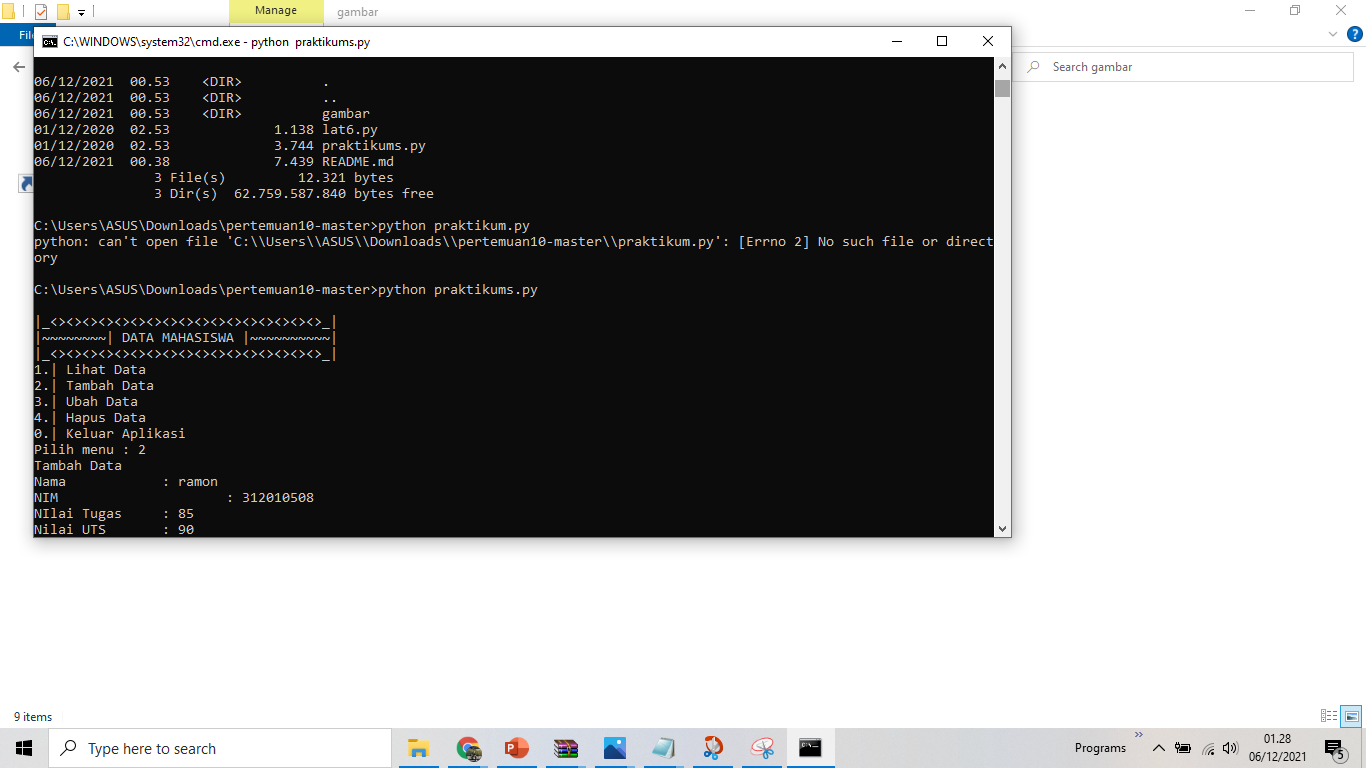 Manage
gambar
File
C:\WINDOWS\system32\cmd.exe - python  praktikums.py
Search gambar
06/12/2021  00.53    <DIR>          .
06/12/2021  00.53    <DIR>          ..
06/12/2021  00.53    <DIR>          gambar
01/12/2020  02.53             1.138 lat6.py
01/12/2020  02.53             3.744 praktikums.py
06/12/2021  00.38             7.439 README.md
3 File(s)         12.321 bytes
3 Dir(s)  62.759.587.840 bytes free
C:\Users\ASUS\Downloads\pertemuan10-master>python praktikum.py
python: can't open file 'C:\\Users\\ASUS\\Downloads\\pertemuan10-master\\praktikum.py': [Errno 2] No such file or direct
ory
C:\Users\ASUS\Downloads\pertemuan10-master>python praktikums.py
|_<><><><><><><><><><><><><><><><><>_|
|~~~~~~~~| DATA MAHASISWA |~~~~~~~~~~|
|_<><><><><><><><><><><><><><><><><>_|
1.| Lihat Data
2.| Tambah Data
3.| Ubah Data
4.| Hapus Data
0.| Keluar Aplikasi
Pilih menu : 2
Tambah Data
Nama            : ramon
NIM                     : 312010508
NIlai Tugas     : 85
Nilai UTS       : 90
9 items
Type here to search
Programs
01.28
06/12/2021
5